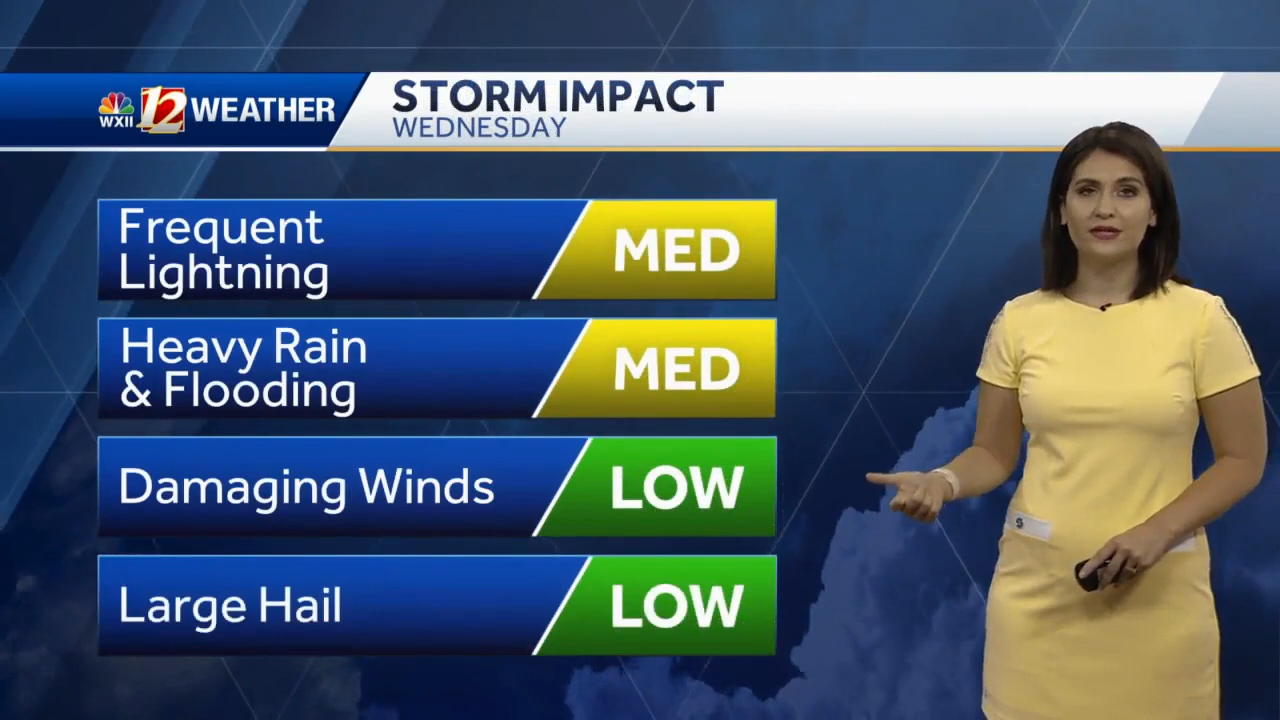 WXII 12 WEATHER
STORM IMPACT
WEDNESDAY
Frequent
Lightning
MED
Heavy Rain
& Flooding
MED
Damaging Winds
LOW
Large Hail
LOW